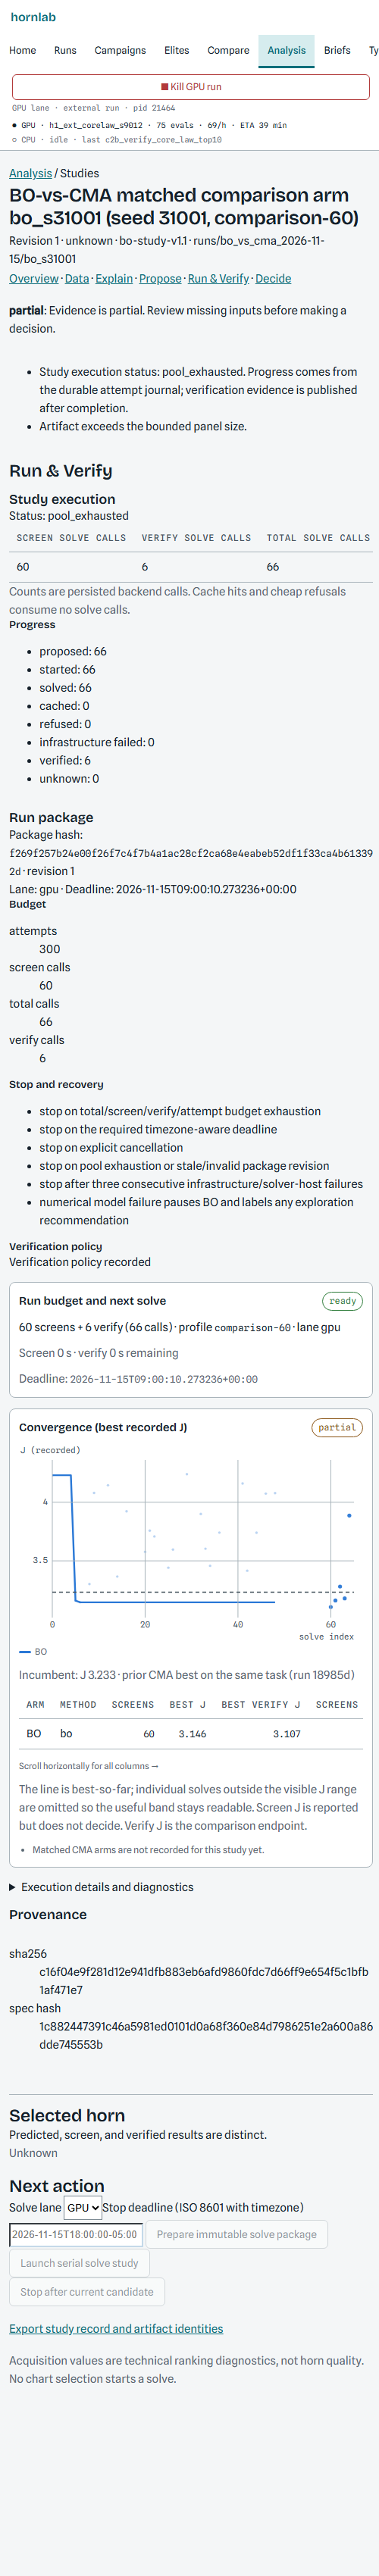 hornlab
Home Runs Campaigns Elites Compare Analysis Briefs Ty
Kill GPU run
GPU lane · external run · pid 21464
● GPU · h1_ext_corelaw_s9012 · 75 evals · 69/h · ETA 39 min
○ CPU · idle · last c2b_verify_core_law_top10
Analysis / Studies
BO-vs-CMA matched comparison arm
bo_s31001 (seed 31001, comparison-60)
Revision 1 · unknown · bo-study-v1.1 · runs/bo_vs_cma_2026-11-
15/bo_s31001
Overview · Data · Explain · Propose · Run & Verify · Decide
partial: Evidence is partial. Review missing inputs before making a
decision.
• Study execution status: pool_exhausted. Progress comes from
the durable attempt journal; verification evidence is published
after completion.
• Artifact exceeds the bounded panel size.
Run & Verify
Study execution
Status: pool_exhausted
SCREEN SOLVE CALLS VERIFY SOLVE CALLS TOTAL SOLVE CALLS
60 6 66
Counts are persisted backend calls. Cache hits and cheap refusals
consume no solve calls.
Progress
• proposed: 66
• started: 66
• solved: 66
• cached: 0
• refused: 0
• infrastructure failed: 0
• verified: 6
• unknown: 0
Run package
Package hash:
f269f257b24e00f26f7c4f7b4a1ac28cf2ca68e4eabeb52df1f33ca4b61339
2d · revision 1
Lane: gpu · Deadline: 2026-11-15T09:00:10.273236+00:00
Budget
attempts
300
screen calls
60
total calls
66
verify calls
6
Stop and recovery
• stop on total/screen/verify/attempt budget exhaustion
• stop on the required timezone-aware deadline
• stop on explicit cancellation
• stop on pool exhaustion or stale/invalid package revision
• stop after three consecutive infrastructure/solver-host failures
• numerical model failure pauses BO and labels any exploration
recommendation
Verification policy
Verification policy recorded
Run budget and next solve ready
60 screens + 6 verify (66 calls) · profile comparison-60 · lane gpu
Screen 0 s · verify 0 s remaining
Deadline: 2026-11-15T09:00:10.273236+00:00
Convergence (best recorded J) partial
J (recorded)
4
3.5
0 20 40 60
solve index
BO
Incumbent: J 3.233 · prior CMA best on the same task (run 18985d)
ARM METHOD SCREENS BEST J BEST VERIFY J SCREENS
BO bo 60 3.146 3.107
Scroll horizontally for all columns →
The line is best-so-far; individual solves outside the visible J range
are omitted so the useful band stays readable. Screen J is reported
but does not decide. Verify J is the comparison endpoint.
• Matched CMA arms are not recorded for this study yet.
▶ Execution details and diagnostics
Provenance
sha256
c16f04e9f281d12e941dfb883eb6afd9860fdc7d66ff9e654f5c1bfb
1af471e7
spec hash
1c882447391c46a5981ed0101d0a68f360e84d7986251e2a600a86
dde745553b
Selected horn
Predicted, screen, and verified results are distinct.
Unknown
Next action
Solve lane GPU Stop deadline (ISO 8601 with timezone)
2026-11-15T18:00:00-05:00 Prepare immutable solve package
Launch serial solve study
Stop after current candidate
Export study record and artifact identities
Acquisition values are technical ranking diagnostics, not horn quality.
No chart selection starts a solve.